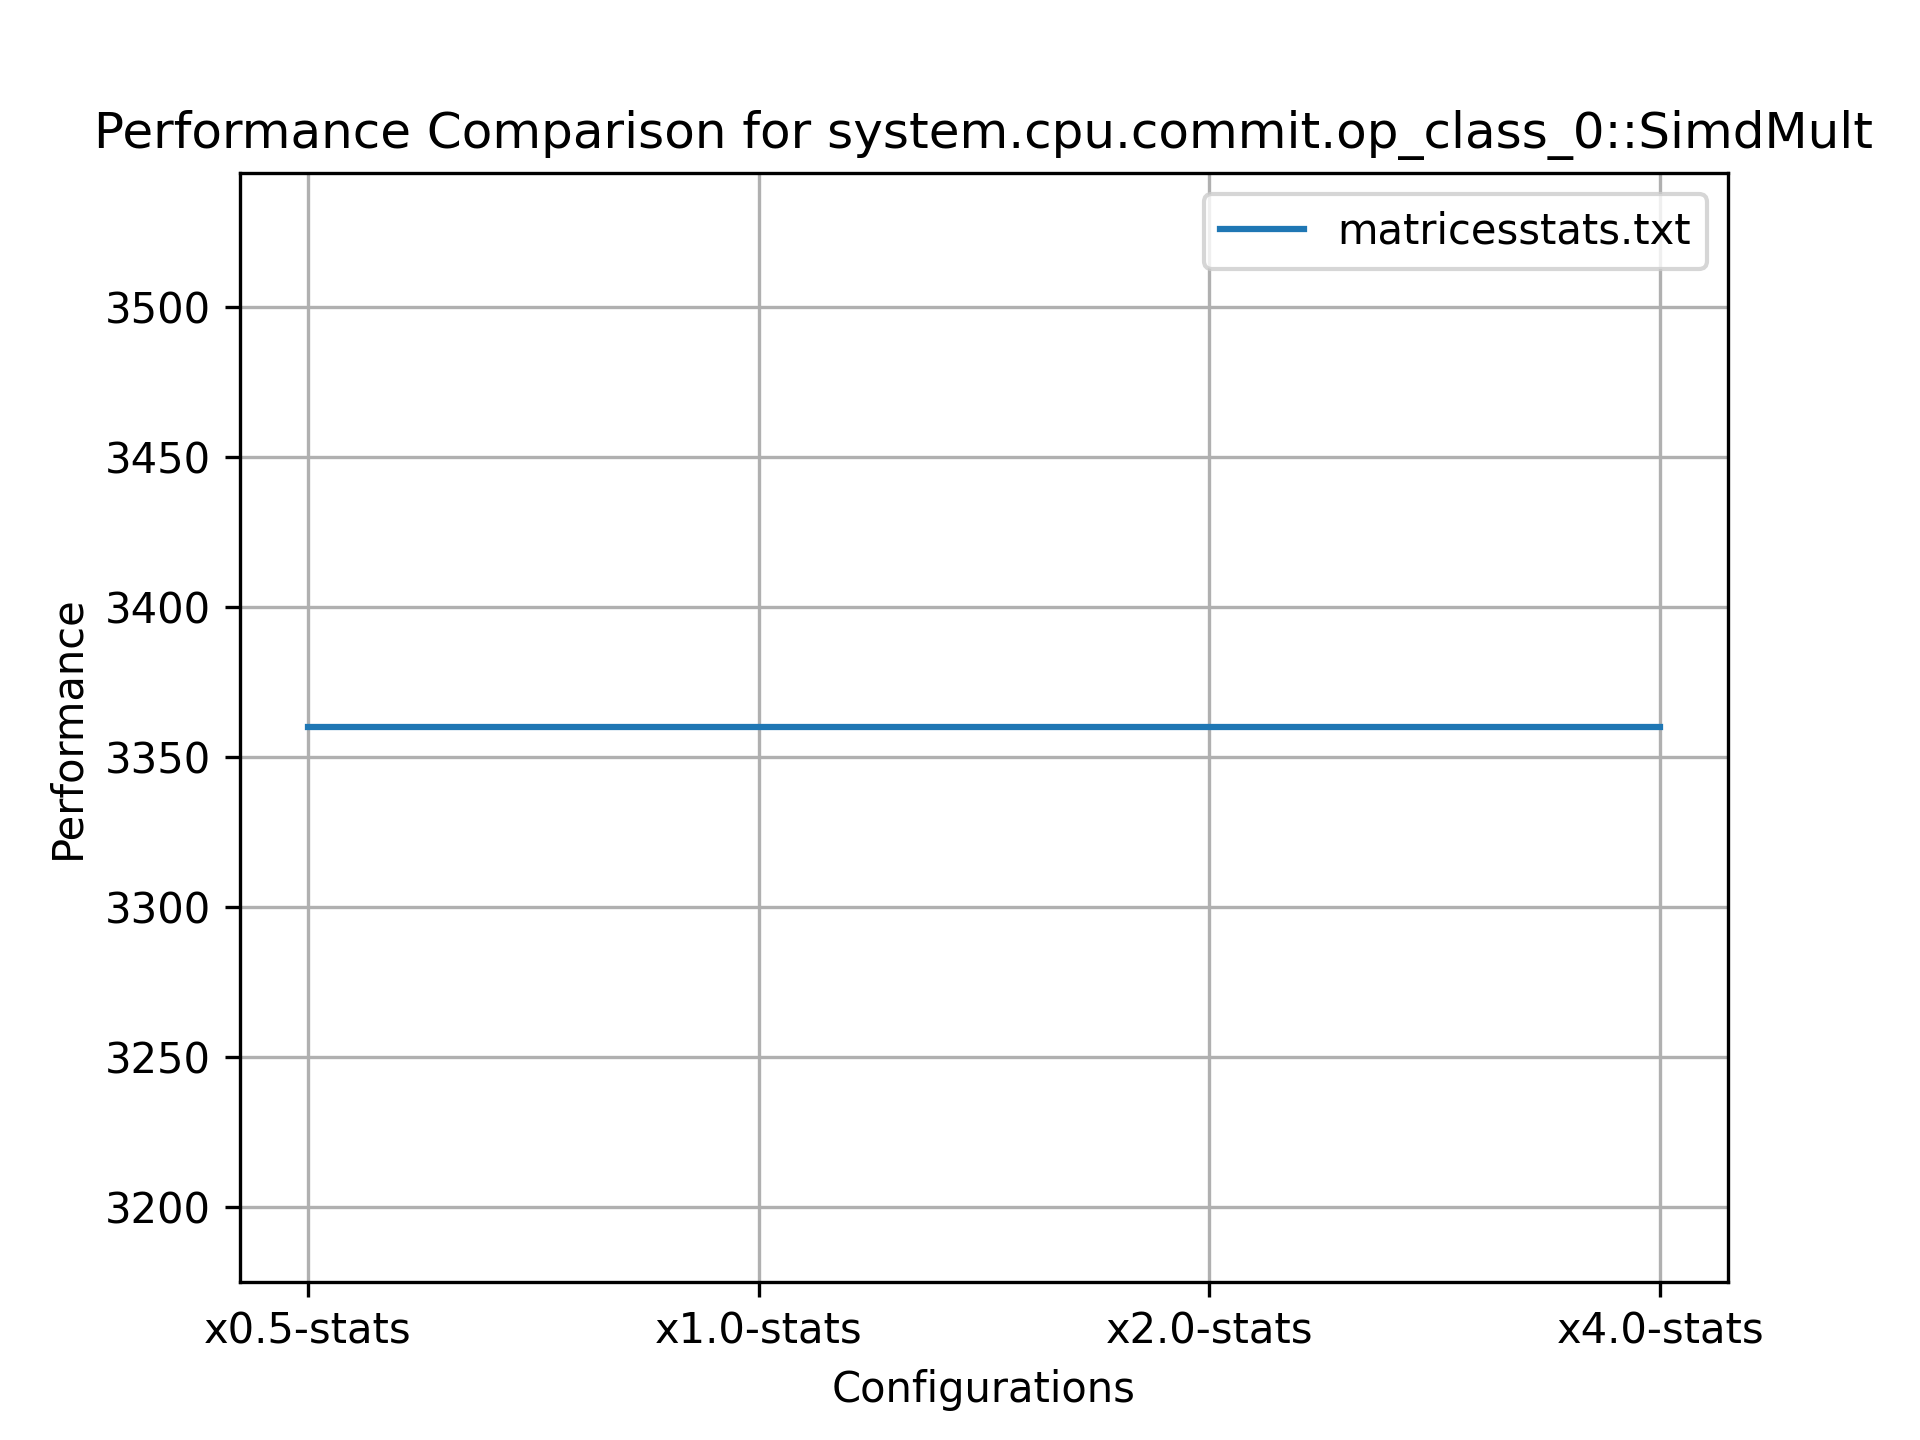 Performance Comparison for system.cpu.commit.op_class_0::SimdMult
matricesstats.txt
3500
3450
3400
3350
3300
3250
3200
Performance
x0.5-stats x1.0-stats x2.0-stats x4.0-stats
Configurations